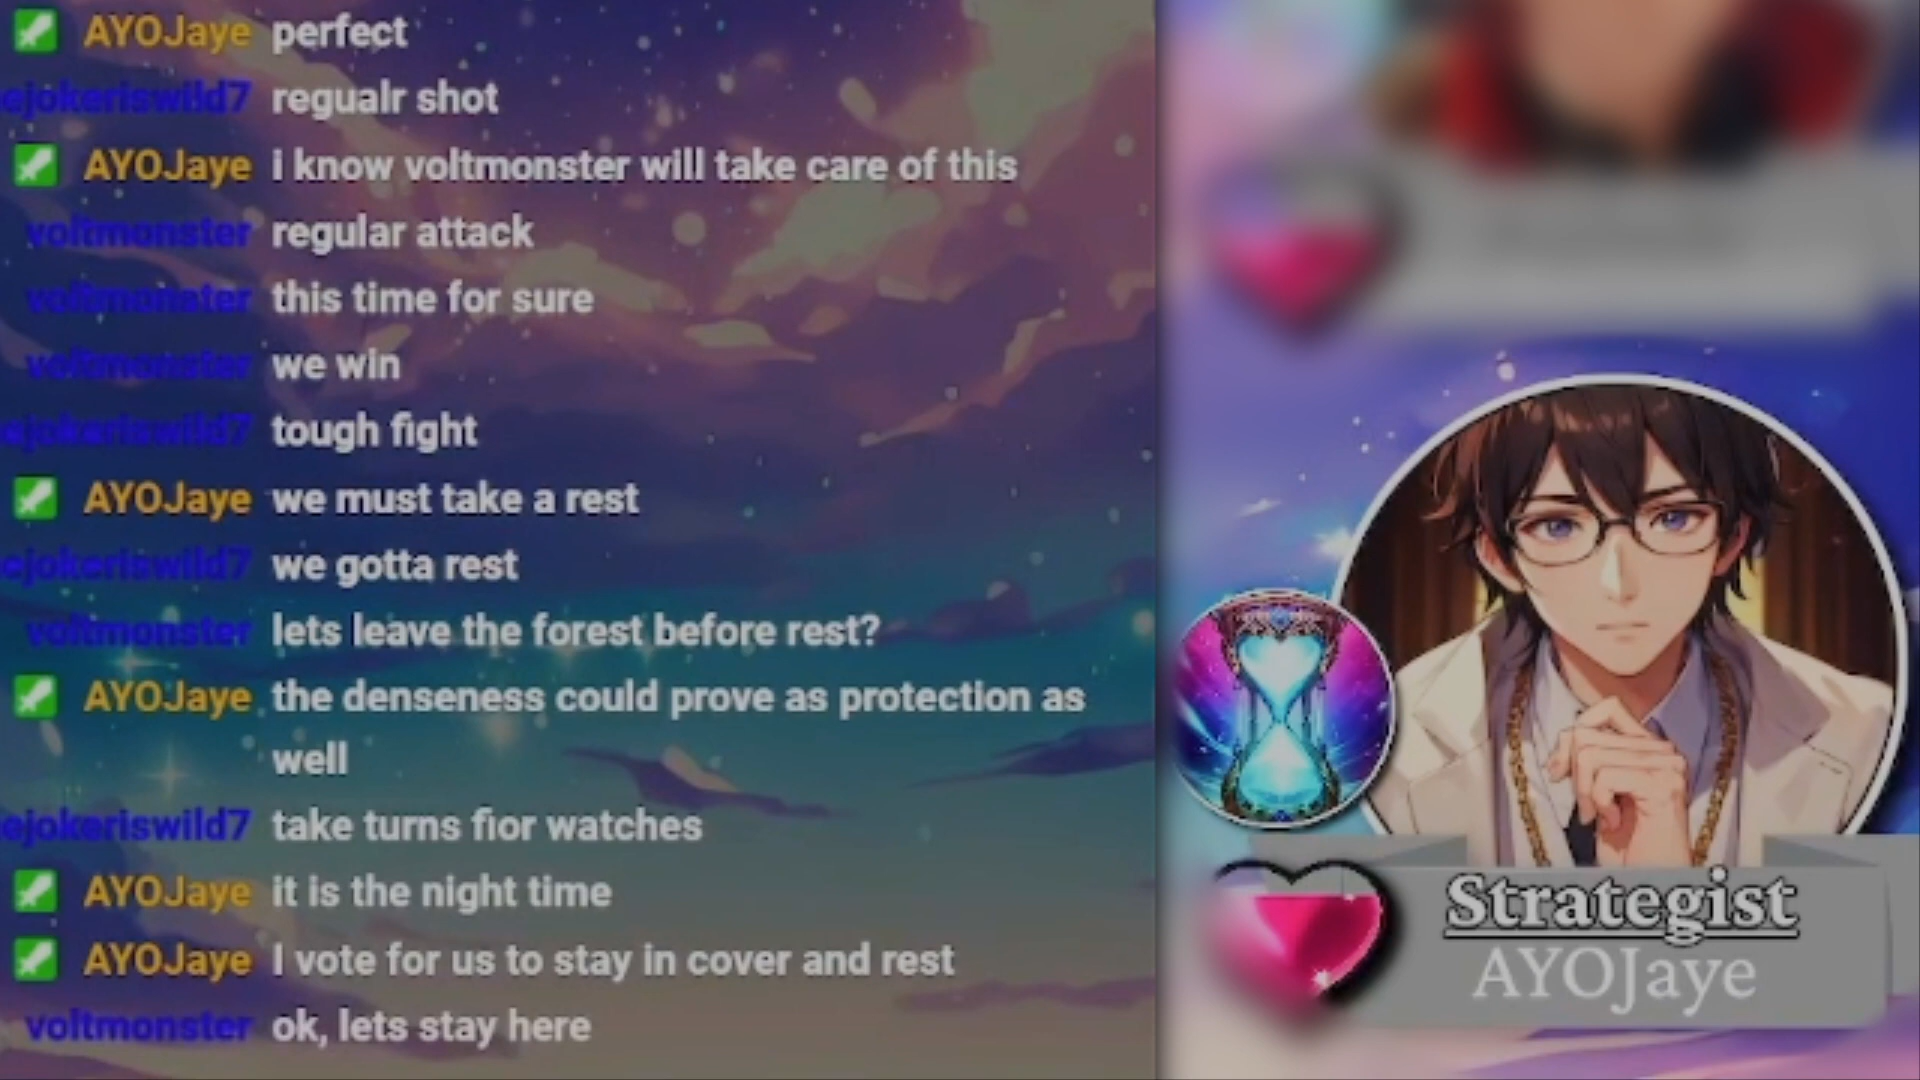 AYOJaye perfect
ejokeriswild7 regualr shot
AYOJaye i know voltmonster will take care of this
voltmonster regular attack
voltmonster this time for sure
voltmonster we win
ejokeriswild7 tough fight
AYOJaye we must take a rest
ejokeriswild7 we gotta rest
voltmonster lets leave the forest before rest?
AYOJaye the denseness could prove as protection as
well
ejokeriswild7 take turns fior watches
AYOJaye it is the night time
AYOJaye I vote for us to stay in cover and rest
voltmonster ok, lets stay here
Strategist
AYOJaye